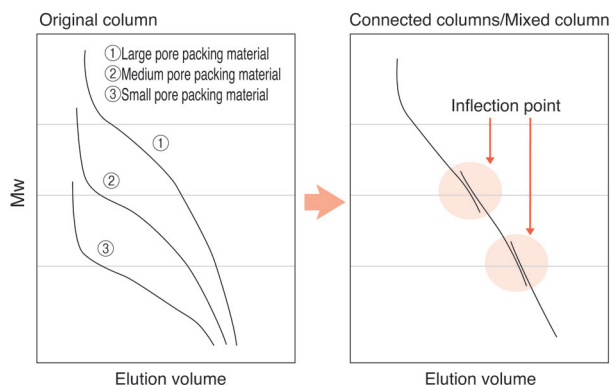 Original column
①Large pore packing material
②Medium pore packing material
③Small pore packing material
①
②
③
Mw
Elution volume
Connected columns/Mixed column
Inflection point
Elution volume